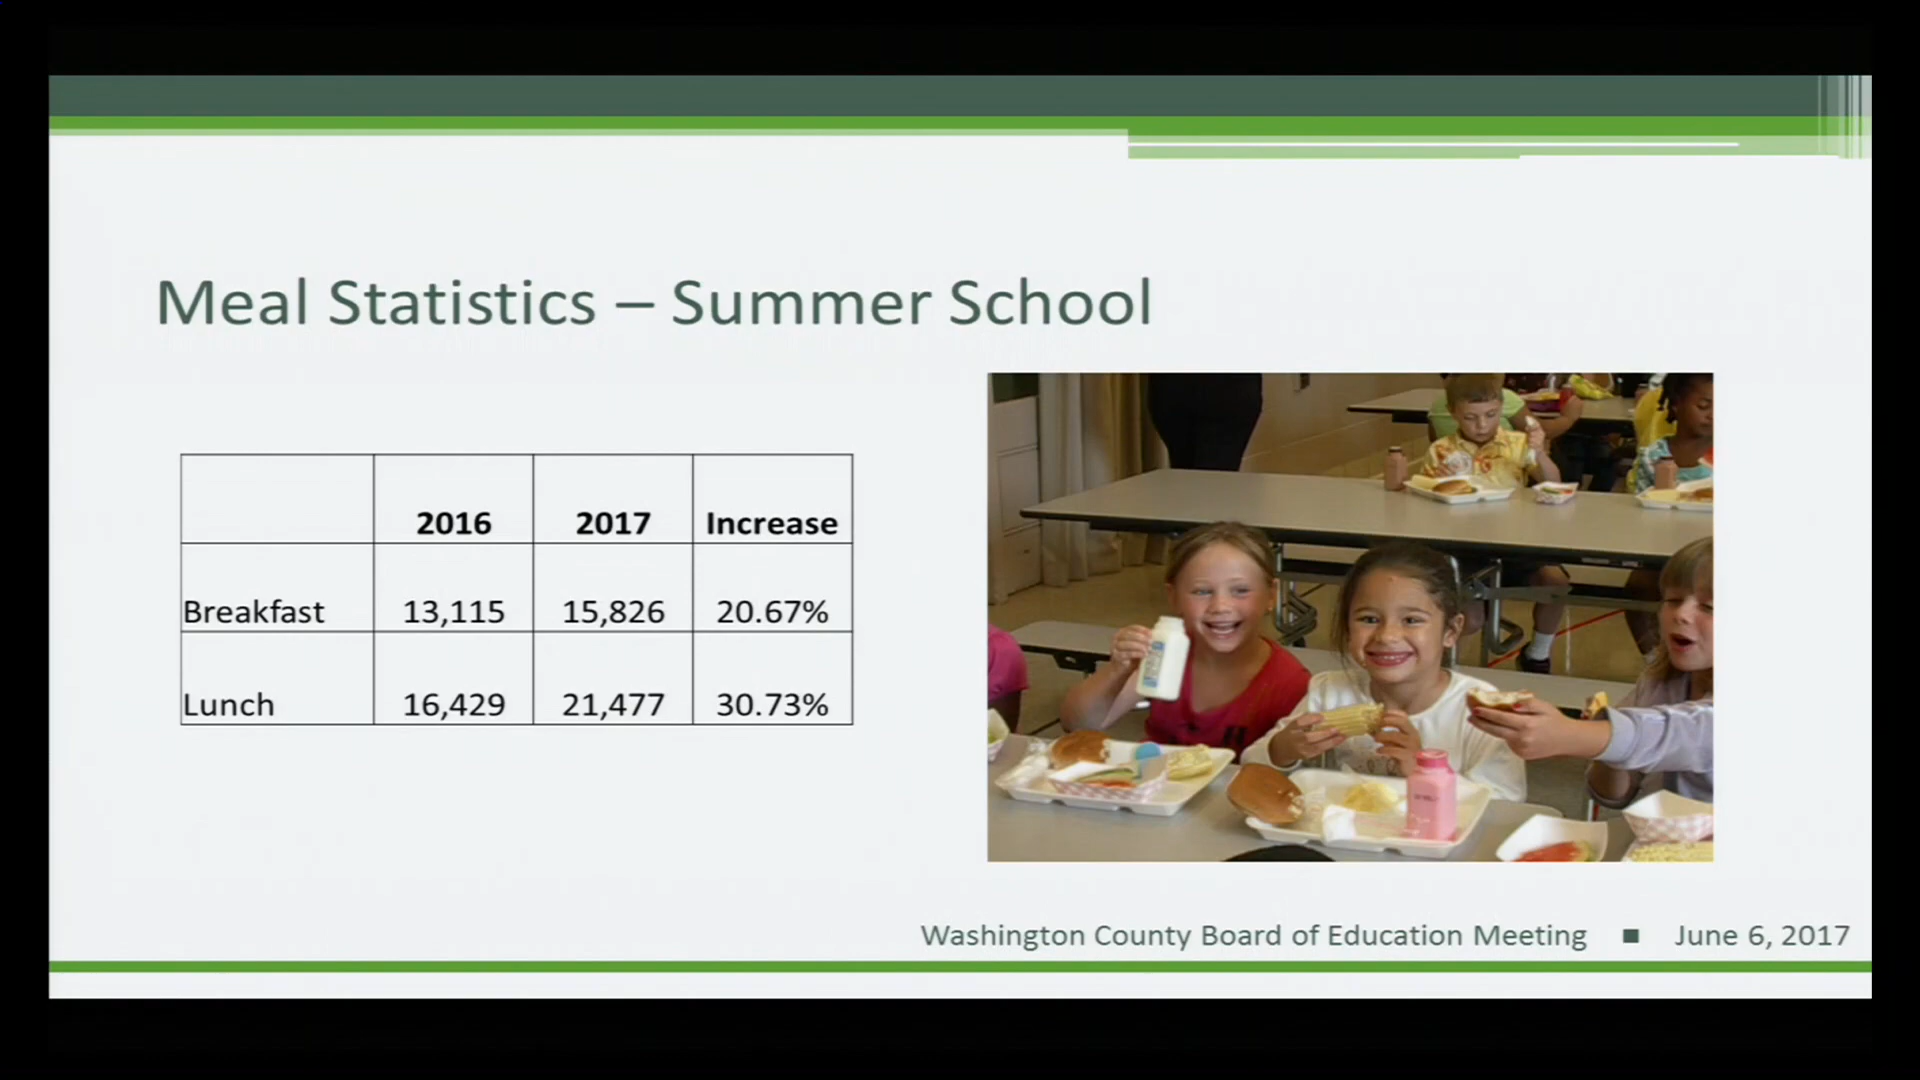 Meal Statistics – Summer School
2016 2017 Increase
Breakfast 13,115 15,826 20.67%
Lunch 16,429 21,477 30.73%
Washington County Board of Education Meeting ■ June 6, 2017